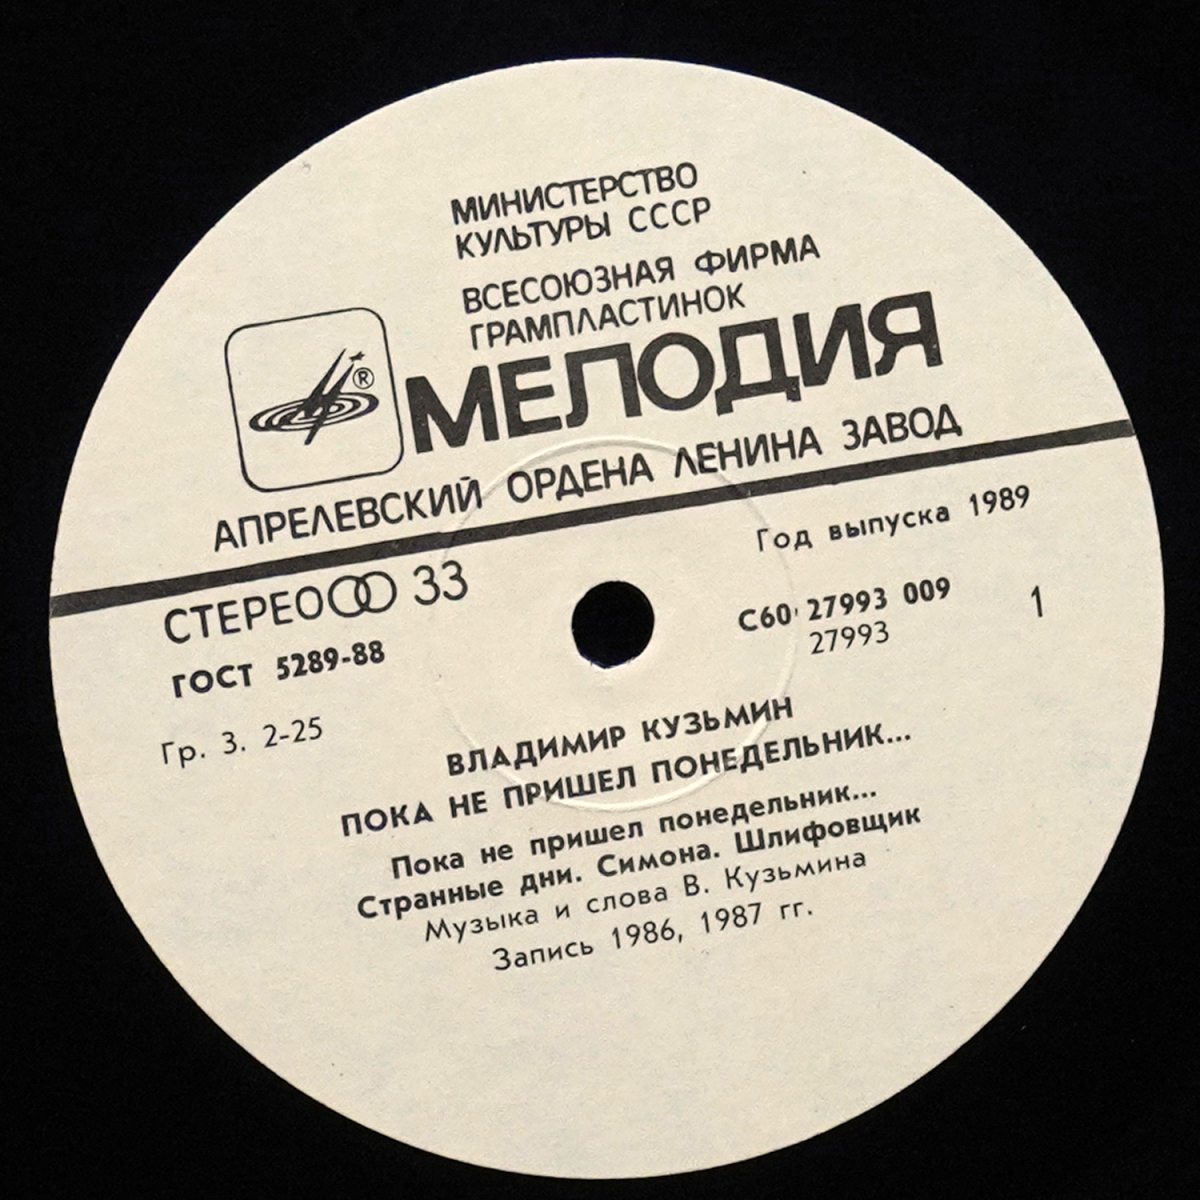 МИНИСТЕРСТВО
КУЛЬТУРЫ СССР
ВСЕСОЮЗНАЯ ФИРМА
ГРАМПЛАСТИНОК
®
МЕЛОДИЯ
АПРЕЛЕВСКИЙ ОРДЕНА ЛЕНИНА ЗАВОД
СТЕРЕО 33
ГОСТ 5289-88
Гр. 3. 2-25
Год выпуска 1989
С60 27993 009
27993
1
ВЛАДИМИР КУЗЬМИН
ПОКА НЕ ПРИШЕЛ ПОНЕДЕЛЬНИК...
Пока не пришел понедельник...
Странные дни. Симона. Шлифовщик
Музыка и слова В. Кузьмина
Запись 1986, 1987 гг.